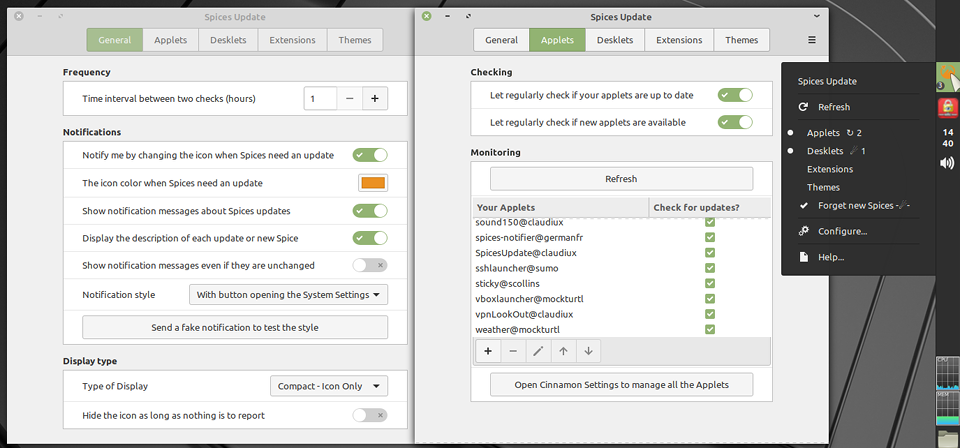 Spices Update
General
Applets
Desklets
Extensions
Themes
Frequency
Time interval between two checks (hours)
1
Notifications
Notify me by changing the icon when Spices need an update
The icon color when Spices need an update
Show notification messages about Spices updates
Display the description of each update or new Spice
Show notification messages even if they are unchanged
Notification style
With button opening the System Settings
Send a fake notification to test the style
Display type
Type of Display
Compact - Icon Only
Hide the icon as long as nothing is to report
Spices Update
General
Applets
Desklets
Extensions
Themes
Checking
Let regularly check if your applets are up to date
Let regularly check if new applets are available
Monitoring
Refresh
Your Applets
Check for updates?
sound150@claudiux
spices-notifier@germanfr
SpicesUpdate@claudiux
sshlauncher@sumo
sticky@scollins
vboxlauncher@mockturtl
vpnLookOut@claudiux
weather@mockturtl
Open Cinnamon Settings to manage all the Applets
Spices Update
Refresh
Applets ↻ 2
Desklets ☄ 1
Extensions
Themes
Forget new Spices -☄-
Configure...
Help...
3
14
40
CPU
MEM